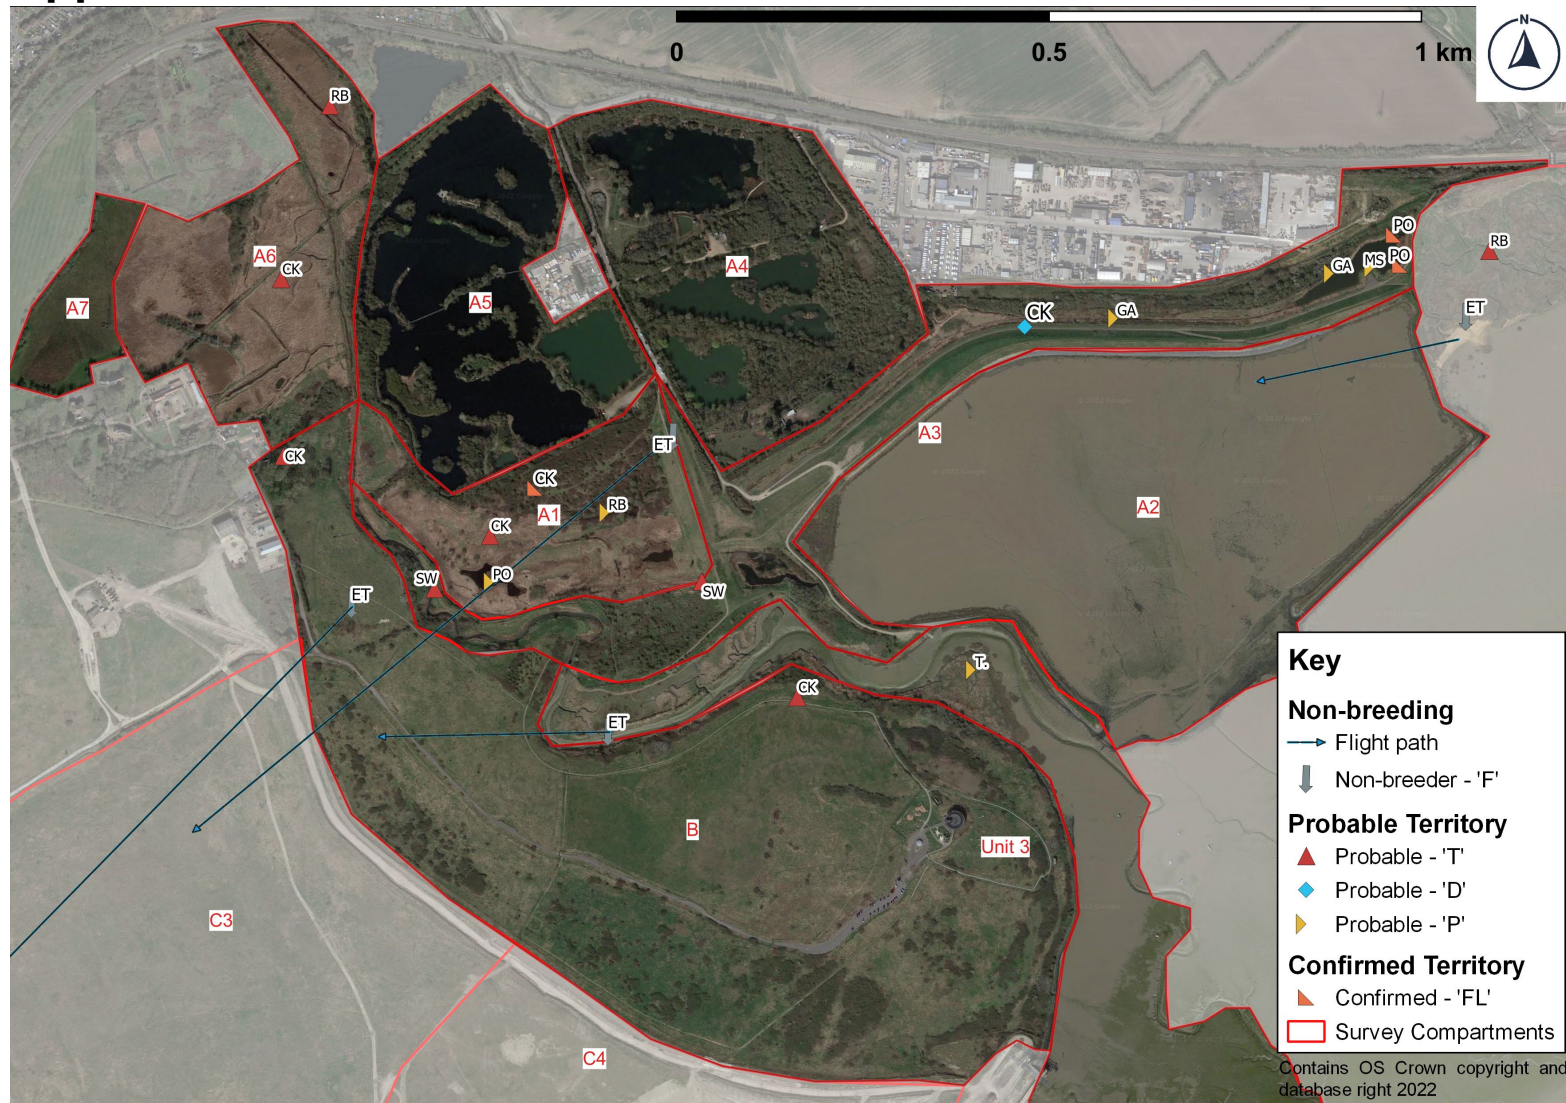 N
0 0.5 1 km
RB
PO
RB
A6
CK
PO
MS
GA
A4
A7
A5
ET
CK
GA
A3
ET
CK
CK
A1
RB
A2
CK
PO
SW
SW
ET
T.
CK
ET
B
Unit 3
C3
C4
Key
Non-breeding
Flight path
Non-breeder - 'F'
Probable Territory
Probable - 'T'
Probable - 'D'
Probable - 'P'
Confirmed Territory
Confirmed - 'FL'
Survey Compartments
Contains OS Crown copyright and
database right 2022